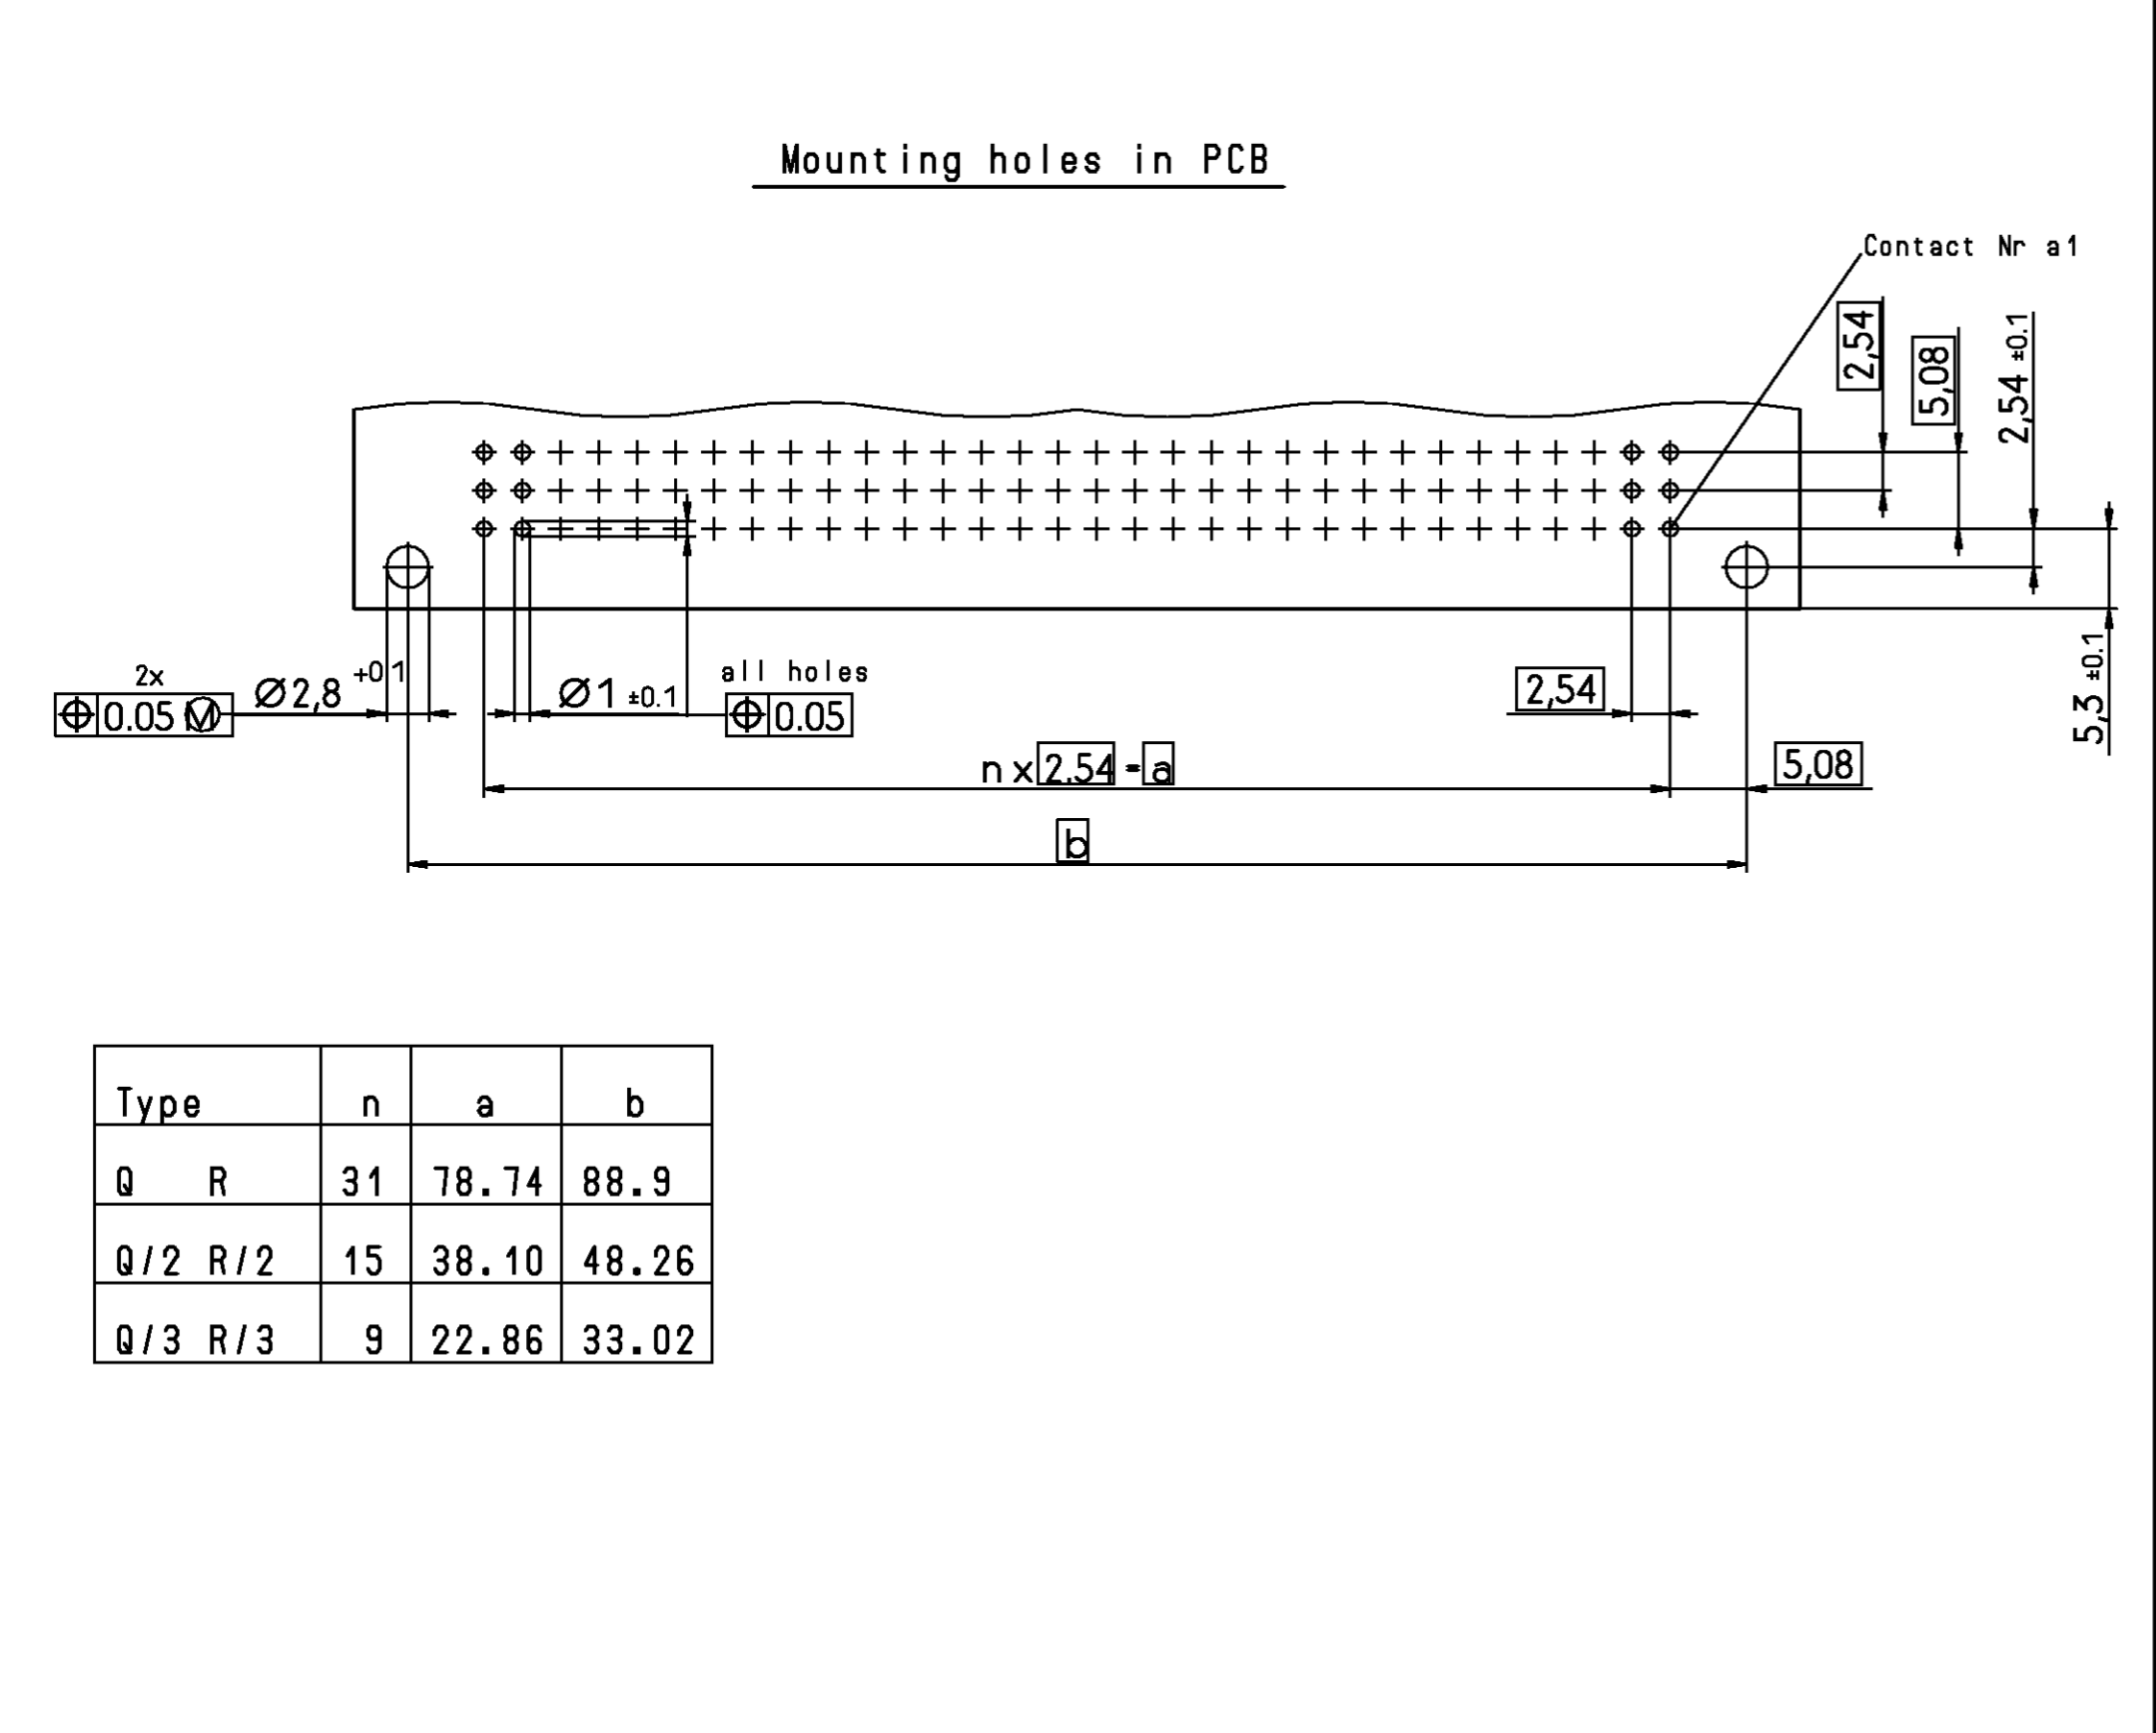 Mounting holes in PCB
Contact Nr a1
2,54
5,08
2,54 ±0.1
5,3 ±0.1
2x
0.05 M
Ø2,8 +0.1
Ø1 ±0.1
all holes
0.05
2,54
n x 2.54 = a
5,08
b
Type n a b
Q R 31 78.74 88.9
Q/2 R/2 15 38.10 48.26
Q/3 R/3 9 22.86 33.02